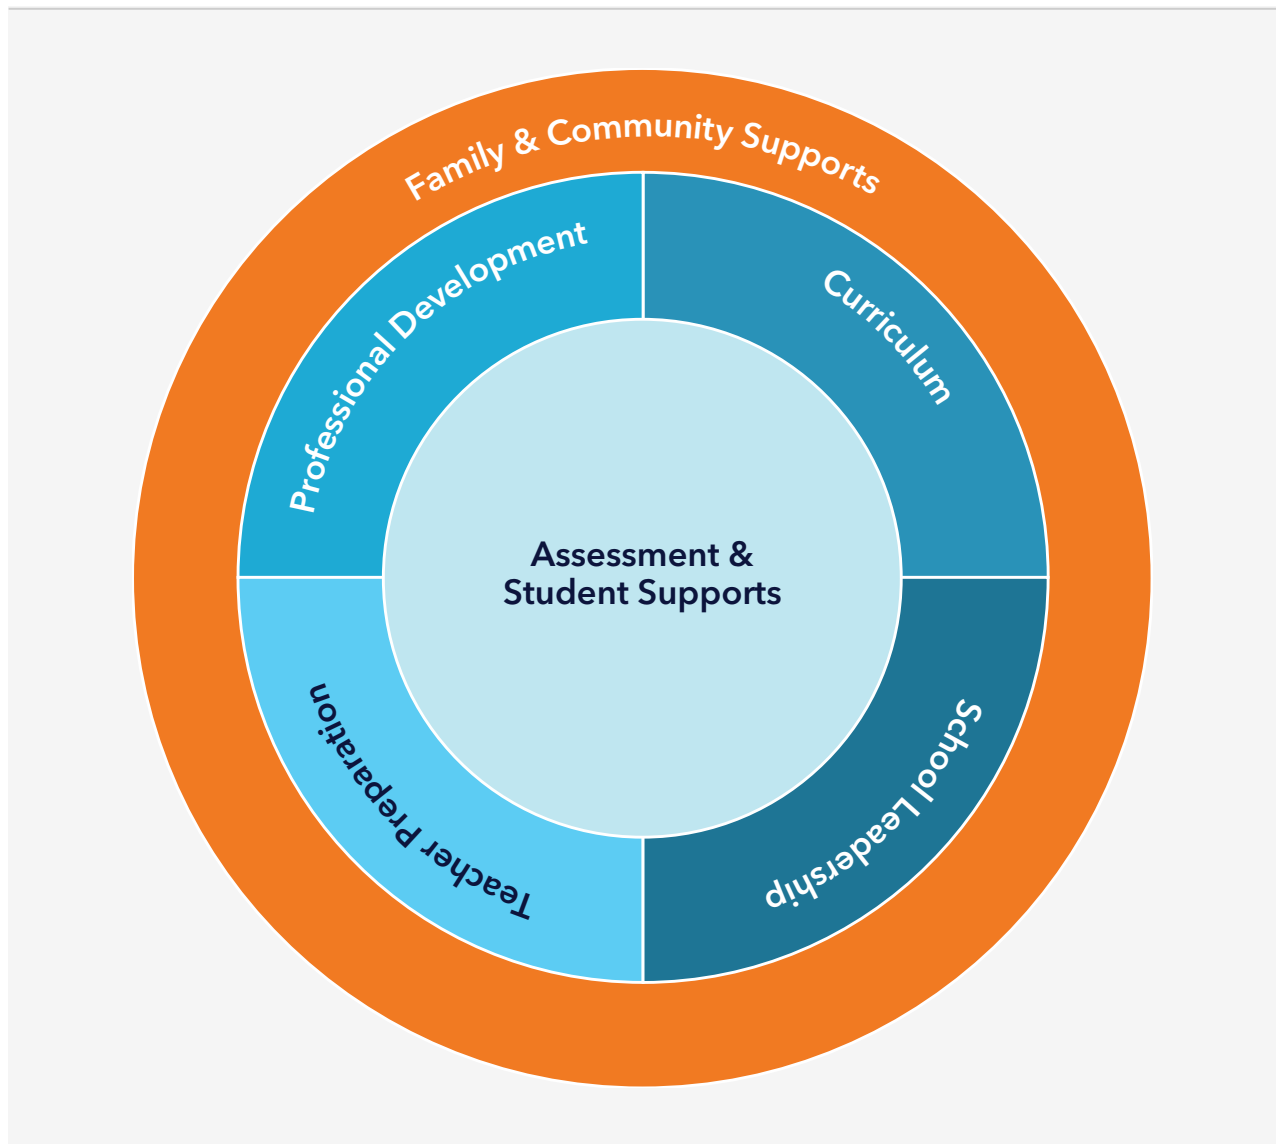 Family & Community Supports
Professional Development
Curriculum
Assessment &
Student Supports
Teacher Preparation
School Leadership